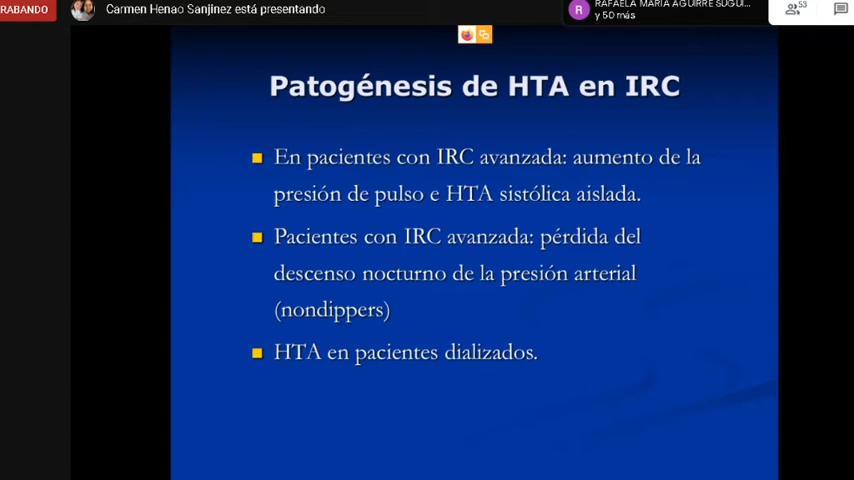 RABANDO
Carmen Henao Sanjinez está presentando
R
RAFAELA MARIA AGUIRRE SUGUI...
y 50 más
53
Patogénesis de HTA en IRC
En pacientes con IRC avanzada: aumento de la
presión de pulso e HTA sistólica aislada.
Pacientes con IRC avanzada: pérdida del
descenso nocturno de la presión arterial
(nondippers)
HTA en pacientes dializados.